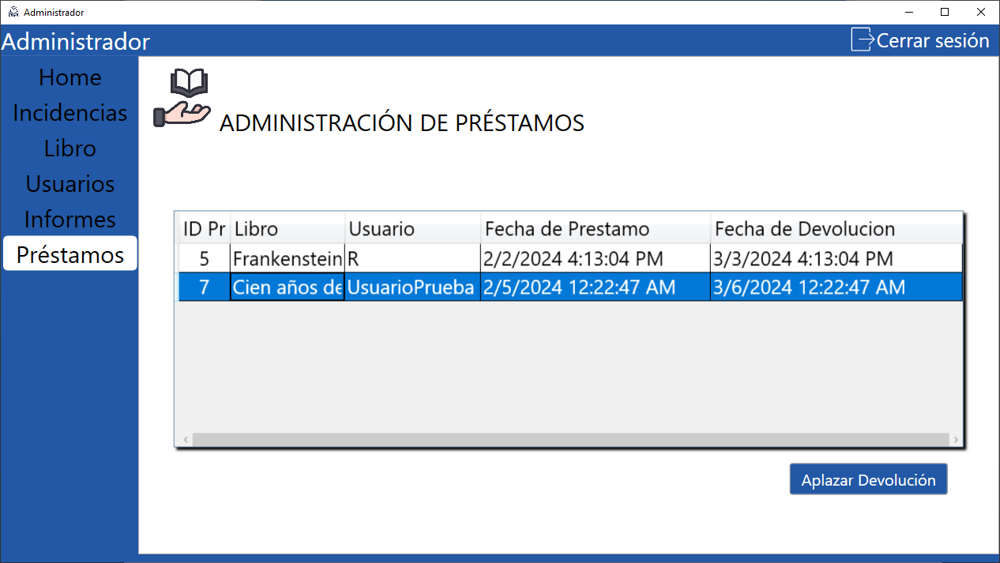 Administrador
Administrador
Cerrar sesión
Home
Incidencias
Libro
Usuarios
Informes
Préstamos
ADMINISTRACIÓN DE PRÉSTAMOS
ID Pr Libro Usuario Fecha de Prestamo Fecha de Devolucion
5 Frankenstein R 2/2/2024 4:13:04 PM 3/3/2024 4:13:04 PM
7 Cien años de UsuarioPrueba 2/5/2024 12:22:47 AM 3/6/2024 12:22:47 AM
Aplazar Devolución